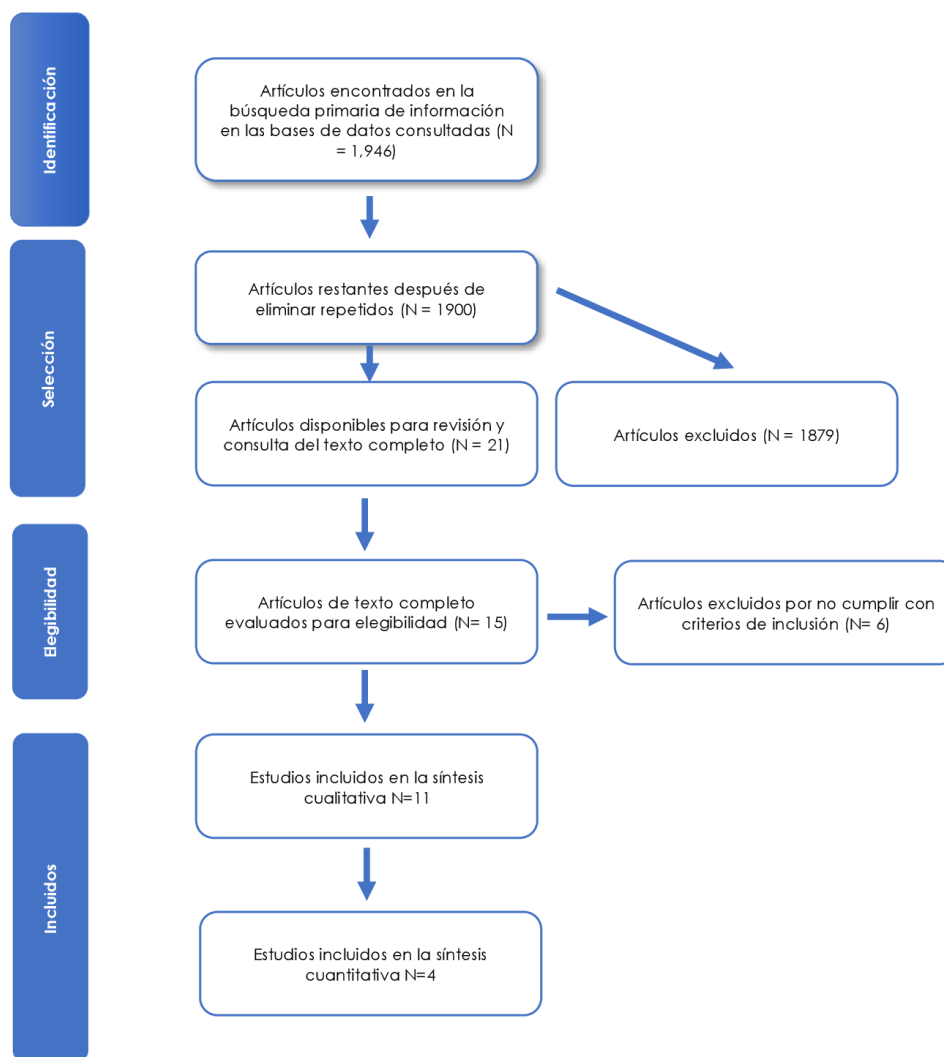 Identificación
Artículos encontrados en la
búsqueda primaria de información
en las bases de datos consultadas (N
= 1,946)
Selección
Artículos restantes después de
eliminar repetidos (N = 1900)
Artículos disponibles para revisión y
consulta del texto completo (N = 21)
Artículos excluidos (N = 1879)
Elegibilidad
Artículos de texto completo
evaluados para elegibilidad (N= 15)
Artículos excluidos por no cumplir con
criterios de inclusión (N= 6)
Incluidos
Estudios incluidos en la síntesis
cualitativa N=11
Estudios incluidos en la síntesis
cuantitativa N=4